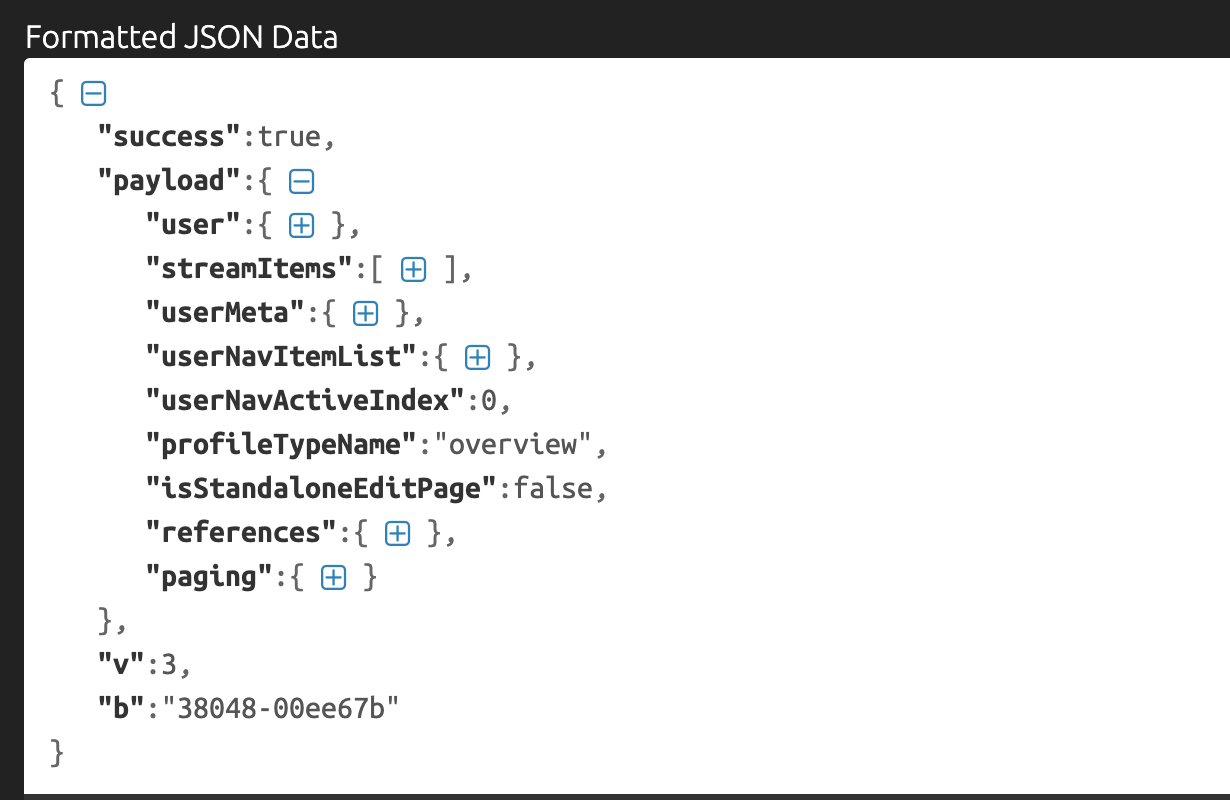 Formatted JSON Data
{
"success":true,
"payload":{
"user":{ },
"streamItems":[ ],
"userMeta":{ },
"userNavItemList":{ },
"userNavActiveIndex":0,
"profileTypeName":"overview",
"isStandaloneEditPage":false,
"references":{ },
"paging":{ }
},
"v":3,
"b":"38048-00ee67b"
}